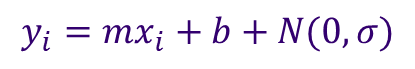 yᵢ = mxᵢ + b + N(0, σ)